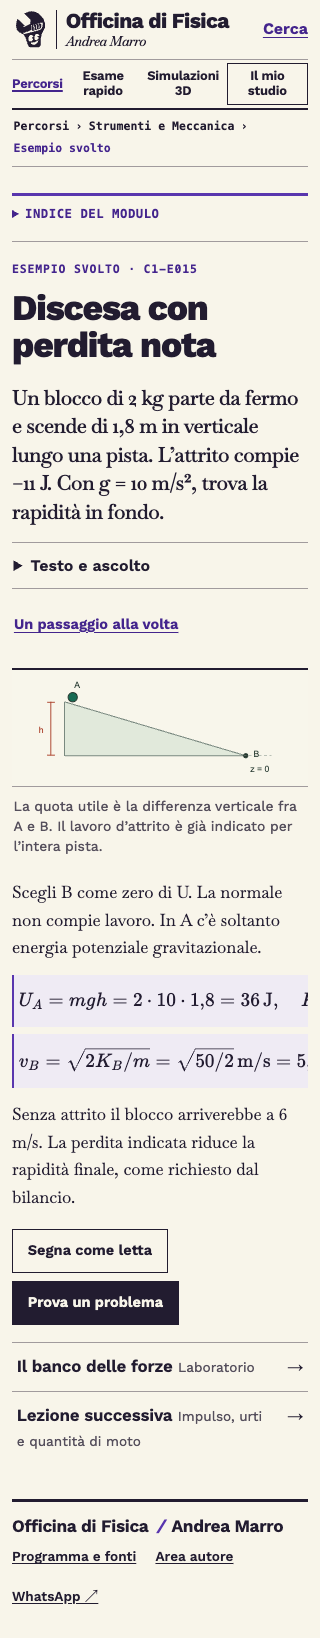 Officina di Fisica
Andrea Marro
Cerca
Percorsi
Esame
rapido
Simulazioni
3D
Il mio
studio
Percorsi › Strumenti e Meccanica ›
Esempio svolto
▶ INDICE DEL MODULO
ESEMPIO SVOLTO · C1–E015
Discesa con
perdita nota
Un blocco di 2 kg parte da fermo
e scende di 1,8 m in verticale
lungo una pista. L’attrito compie
−11 J. Con g = 10 m/s², trova la
rapidità in fondo.
▶ Testo e ascolto
Un passaggio alla volta
A
h
B
z = 0
La quota utile è la differenza verticale fra
A e B. Il lavoro d’attrito è già indicato per
l’intera pista.
Scegli B come zero di U. La normale
non compie lavoro. In A c’è soltanto
energia potenziale gravitazionale.
U_A = mgh = 2 · 10 · 1,8 = 36 J,
v_B = √(2K_B/m) = √(50/2) m/s = 5
Senza attrito il blocco arriverebbe a 6
m/s. La perdita indicata riduce la
rapidità finale, come richiesto dal
bilancio.
Segna come letta
Prova un problema
Il banco delle forze Laboratorio →
Lezione successiva Impulso, urti →
e quantità di moto
Officina di Fisica / Andrea Marro
Programma e fonti Area autore
WhatsApp ↗